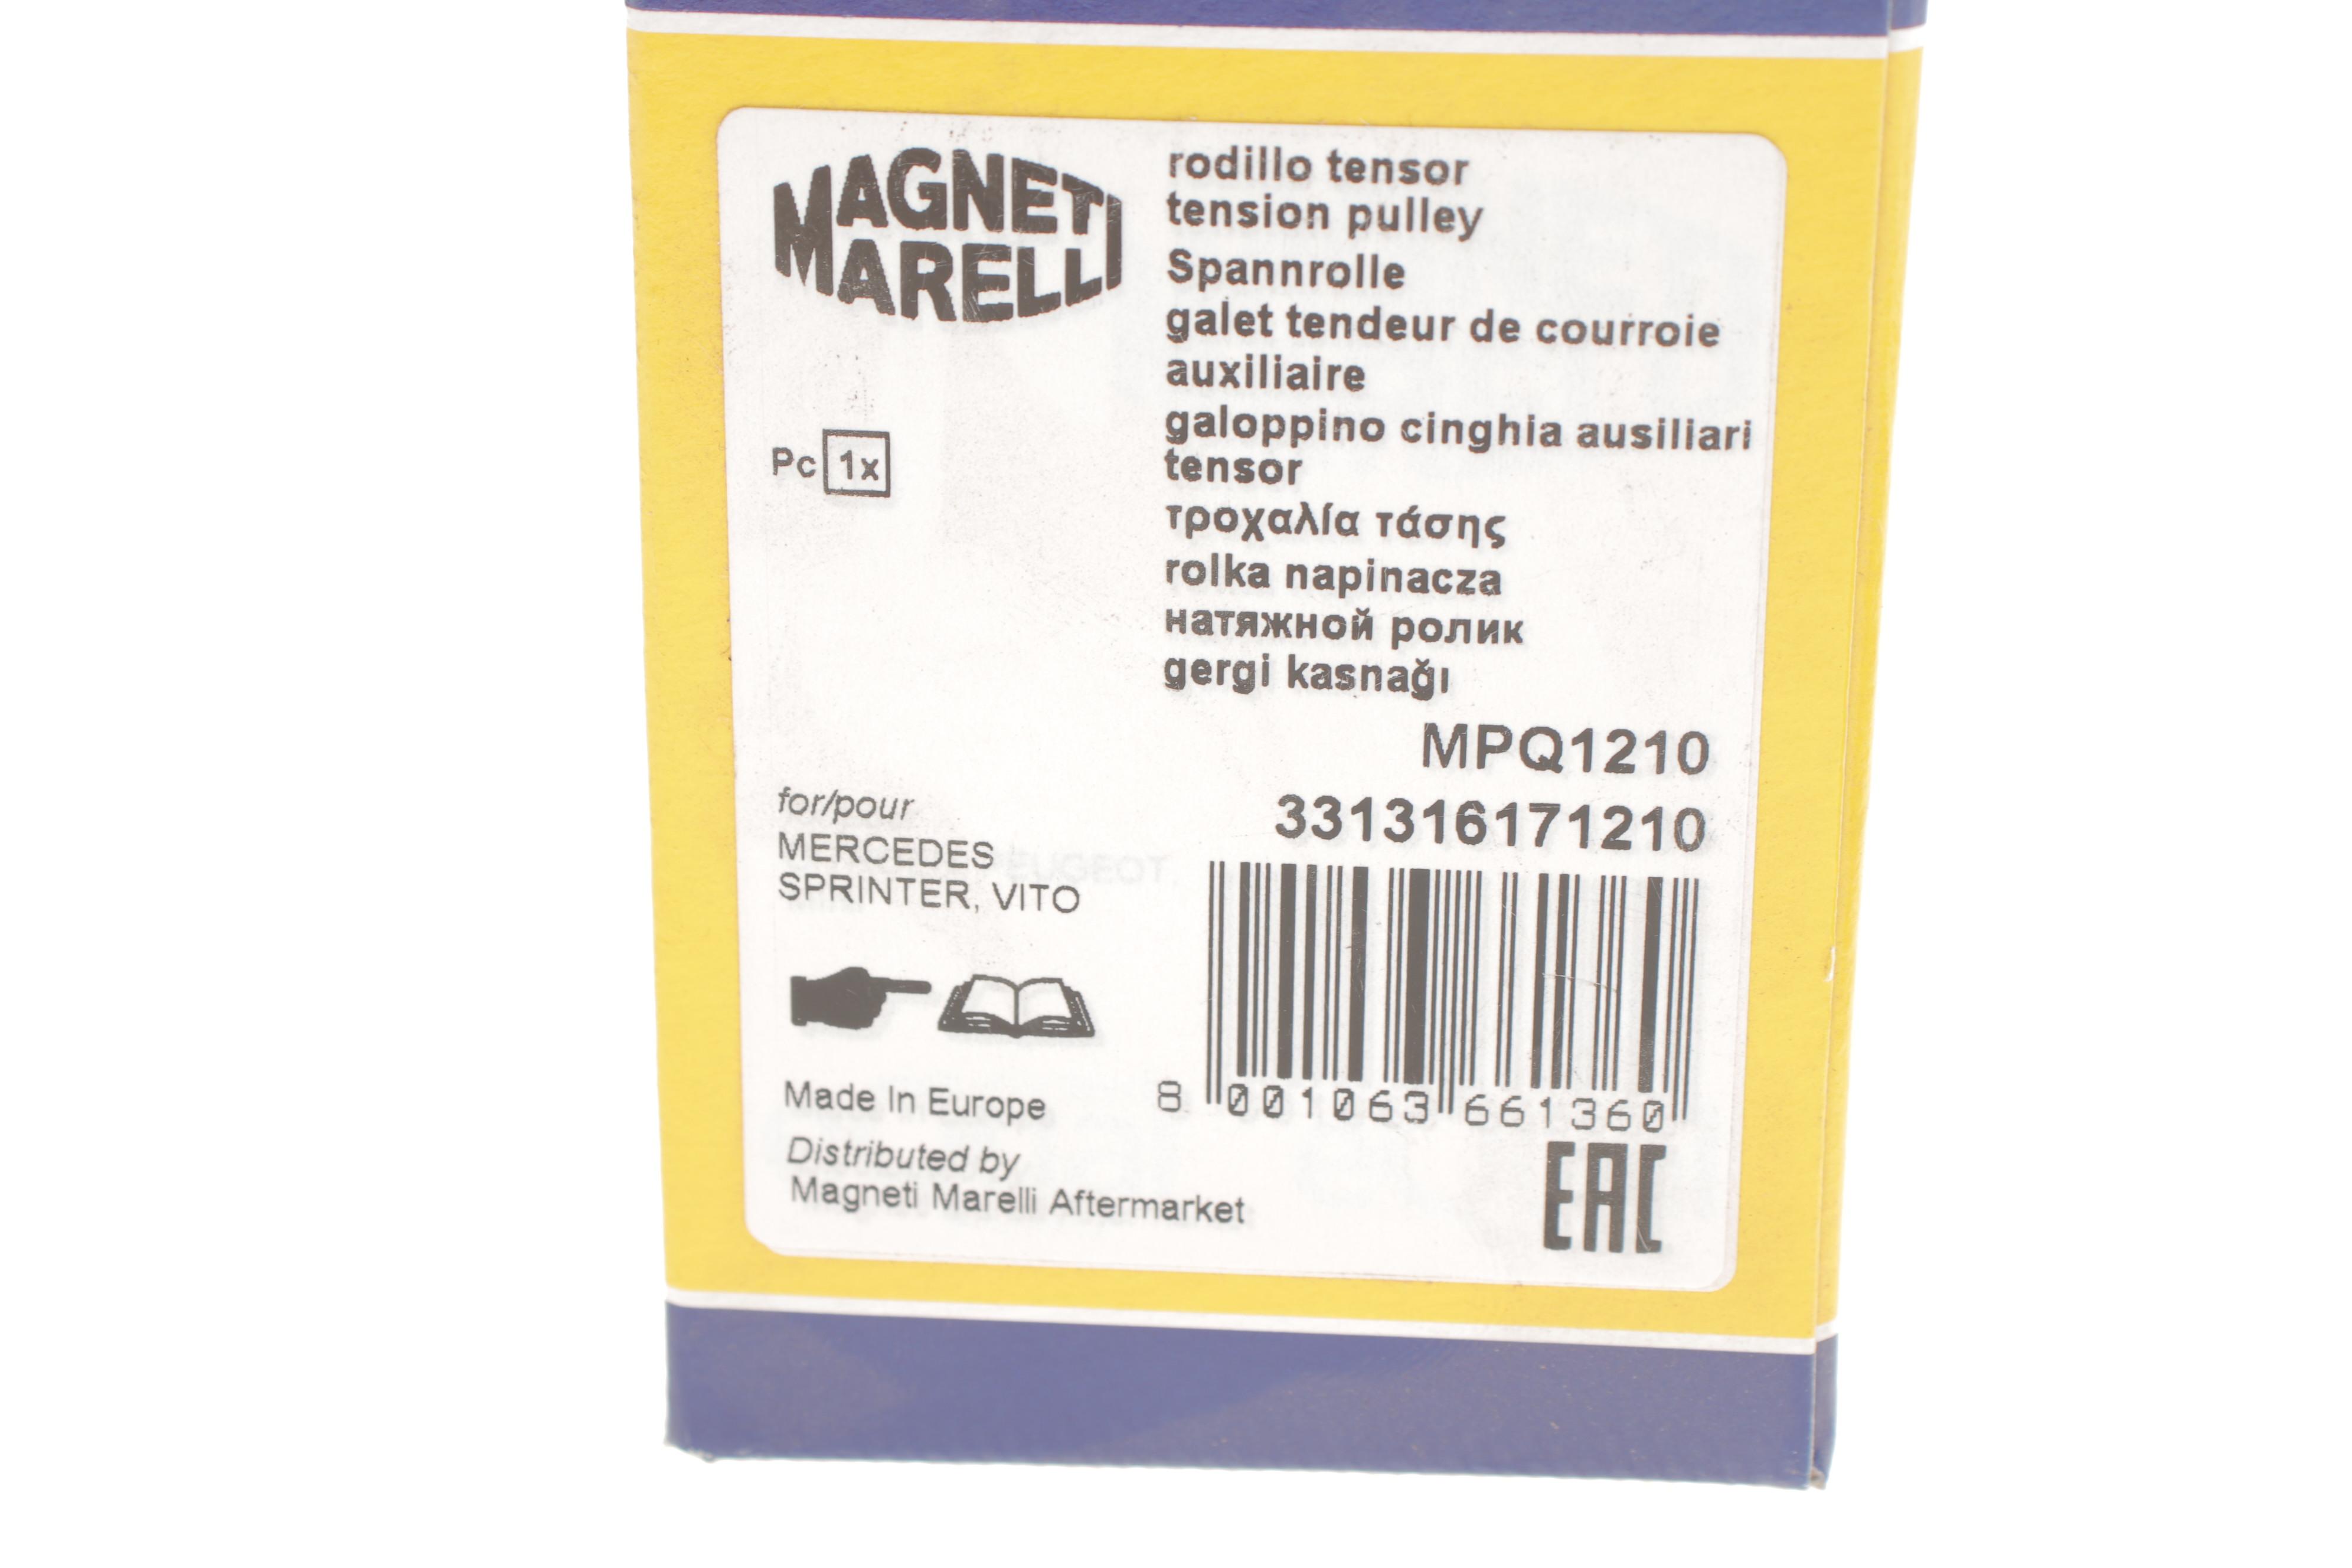 MAGNETI
MARELLI
rodillo tensor
tension pulley
Spannrolle
galet tendeur de courroie
auxiliaire
galoppino cinghia ausiliari
tensor
τροχαλία τάσης
rolka napinacza
натяжной ролик
gergi kasnağı
Pc 1x
MPQ1210
331316171210
for/pour
MERCEDES
PEUGEOT,
SPRINTER, VITO
8 001063 661360
Made In Europe
Distributed by
Magneti Marelli Aftermarket
EAC